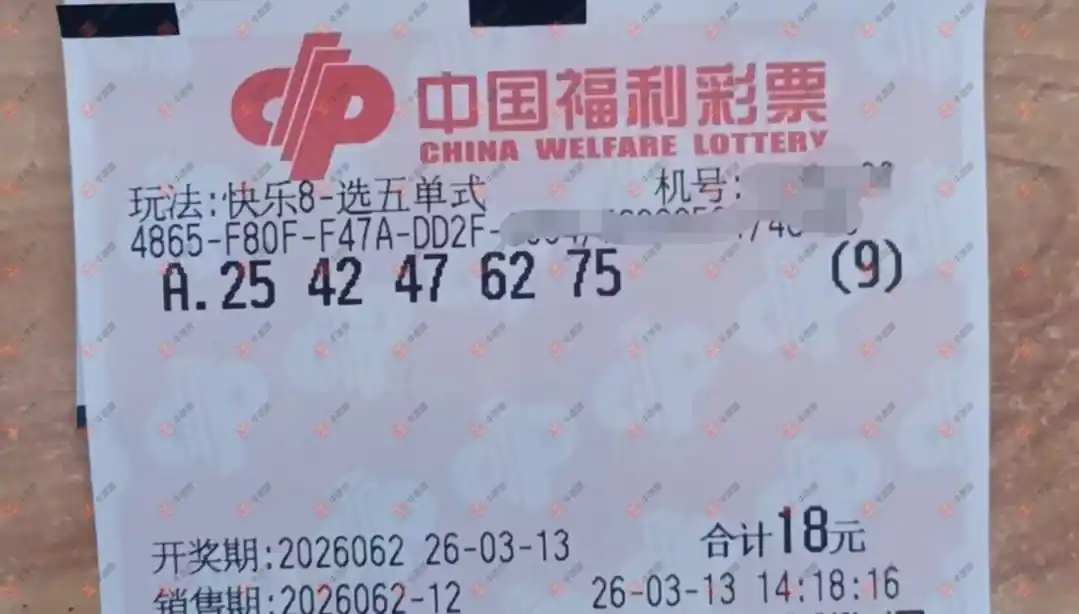 中国福利彩票
CHINA WELFARE LOTTERY
玩法:快乐8-选五单式 机号:
4865-F80F-F47A-DD2F-
A.25 42 47 62 75 (9)
开奖期:2026062 26-03-13 合计18元
销售期:2026062-12 26-03-13 14:18:16